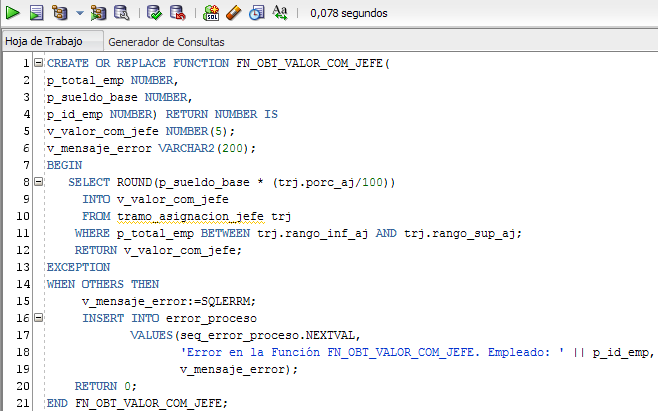 0,078 segundos
Hoja de Trabajo Generador de Consultas
1 CREATE OR REPLACE FUNCTION FN_OBT_VALOR_COM_JEFE(
2 p_total_emp NUMBER,
3 p_sueldo_base NUMBER,
4 p_id_emp NUMBER) RETURN NUMBER IS
5 v_valor_com_jefe NUMBER(5);
6 v_mensaje_error VARCHAR2(200);
7 BEGIN
8 SELECT ROUND(p_sueldo_base * (trj.porc_aj/100))
9 INTO v_valor_com_jefe
10 FROM tramo_asignacion_jefe trj
11 WHERE p_total_emp BETWEEN trj.rango_inf_aj AND trj.rango_sup_aj;
12 RETURN v_valor_com_jefe;
13 EXCEPTION
14 WHEN OTHERS THEN
15 v_mensaje_error:=SQLERRM;
16 INSERT INTO error_proceso
17 VALUES(seq_error_proceso.NEXTVAL,
18 'Error en la Función FN_OBT_VALOR_COM_JEFE. Empleado: ' || p_id_emp,
19 v_mensaje_error);
20 RETURN 0;
21 END FN_OBT_VALOR_COM_JEFE;